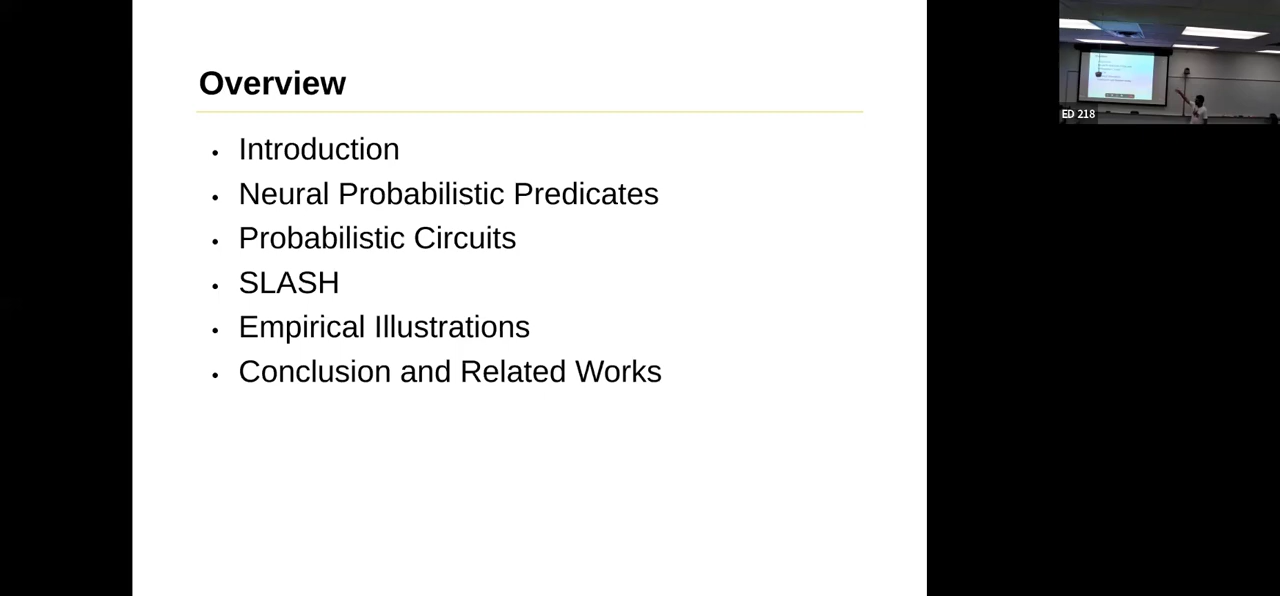 Overview
• Introduction
• Neural Probabilistic Predicates
• Probabilistic Circuits
• SLASH
• Empirical Illustrations
• Conclusion and Related Works
ED 218